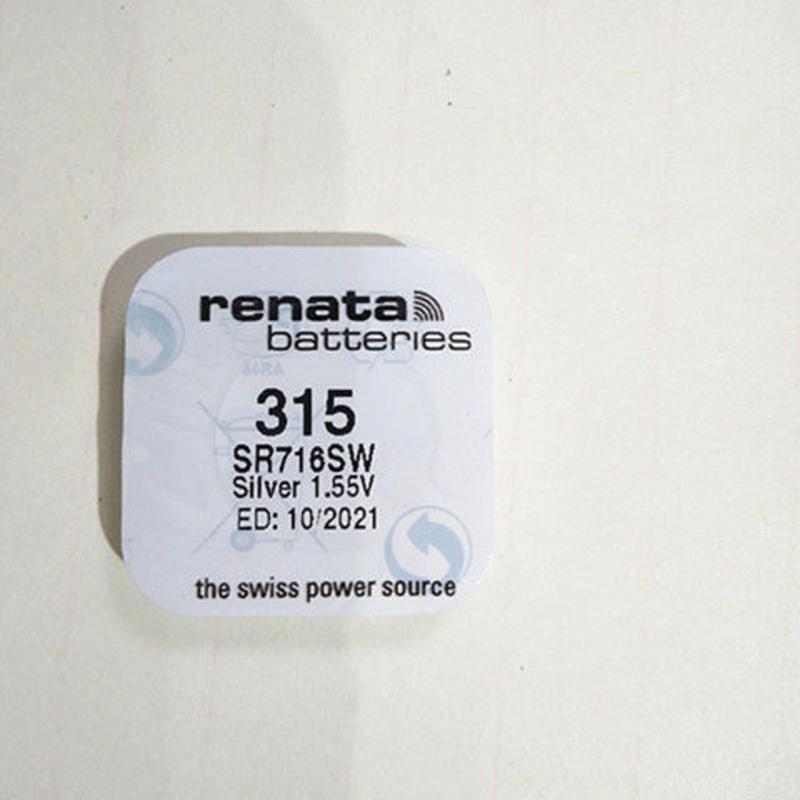 renata
batteries
315
SR716SW
Silver 1.55V
ED: 10/2021
the swiss power source